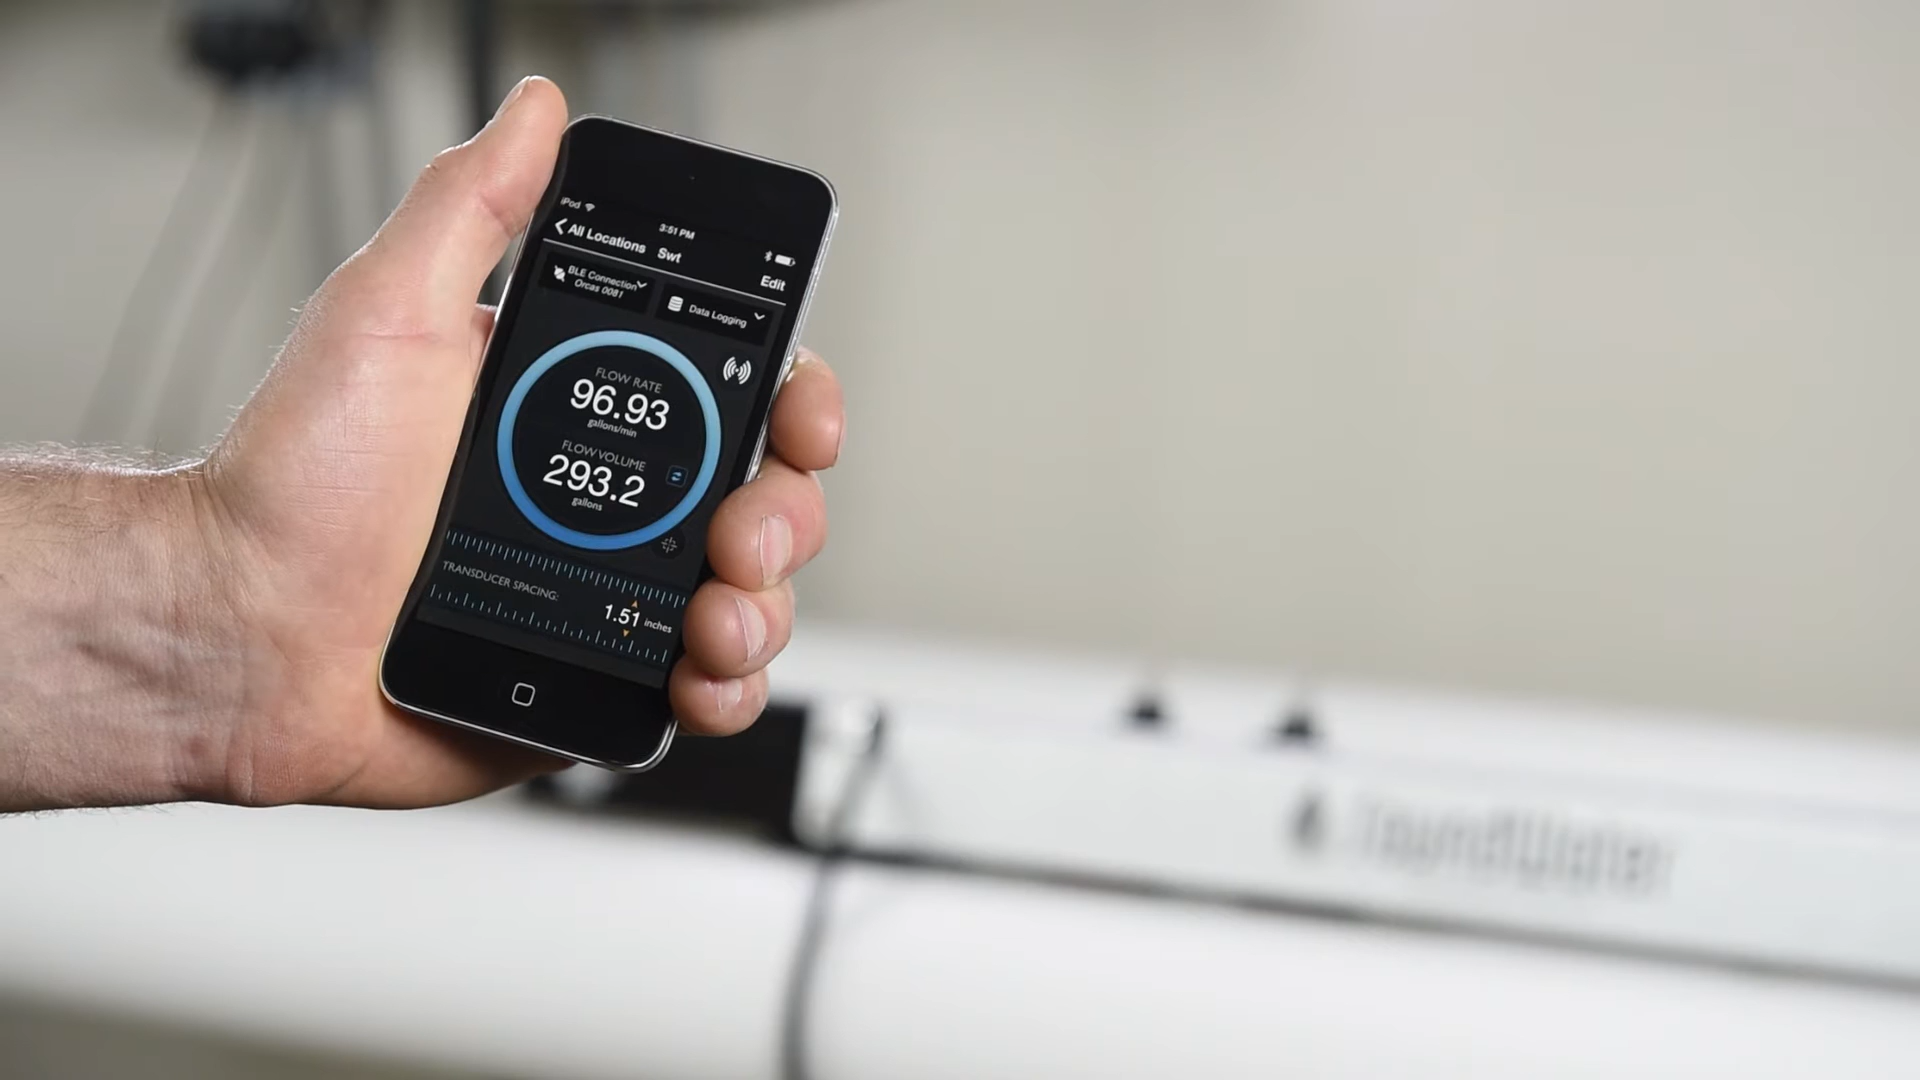 iPod
3:51 PM
All Locations
Swt
Edit
BLE Connection
Orcas 0081
Data Logging
FLOW RATE
96.93
gallons/min
FLOW VOLUME
293.2
gallons
TRANSDUCER SPACING:
1.51 inches
SoundWater